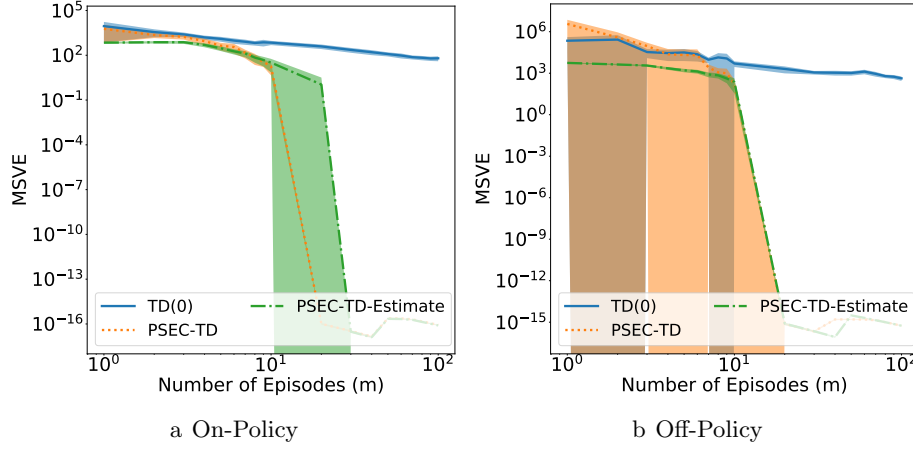 MSVE
10^5
10^2
10^-1
10^-4
10^-7
10^-10
10^-13
10^-16
TD(0)
PSEC-TD
PSEC-TD-Estimate
10^0
10^1
10^2
Number of Episodes (m)
a On-Policy
MSVE
10^6
10^3
10^0
10^-3
10^-6
10^-9
10^-12
10^-15
TD(0)
PSEC-TD
PSEC-TD-Estimate
10^0
10^1
10^2
Number of Episodes (m)
b Off-Policy